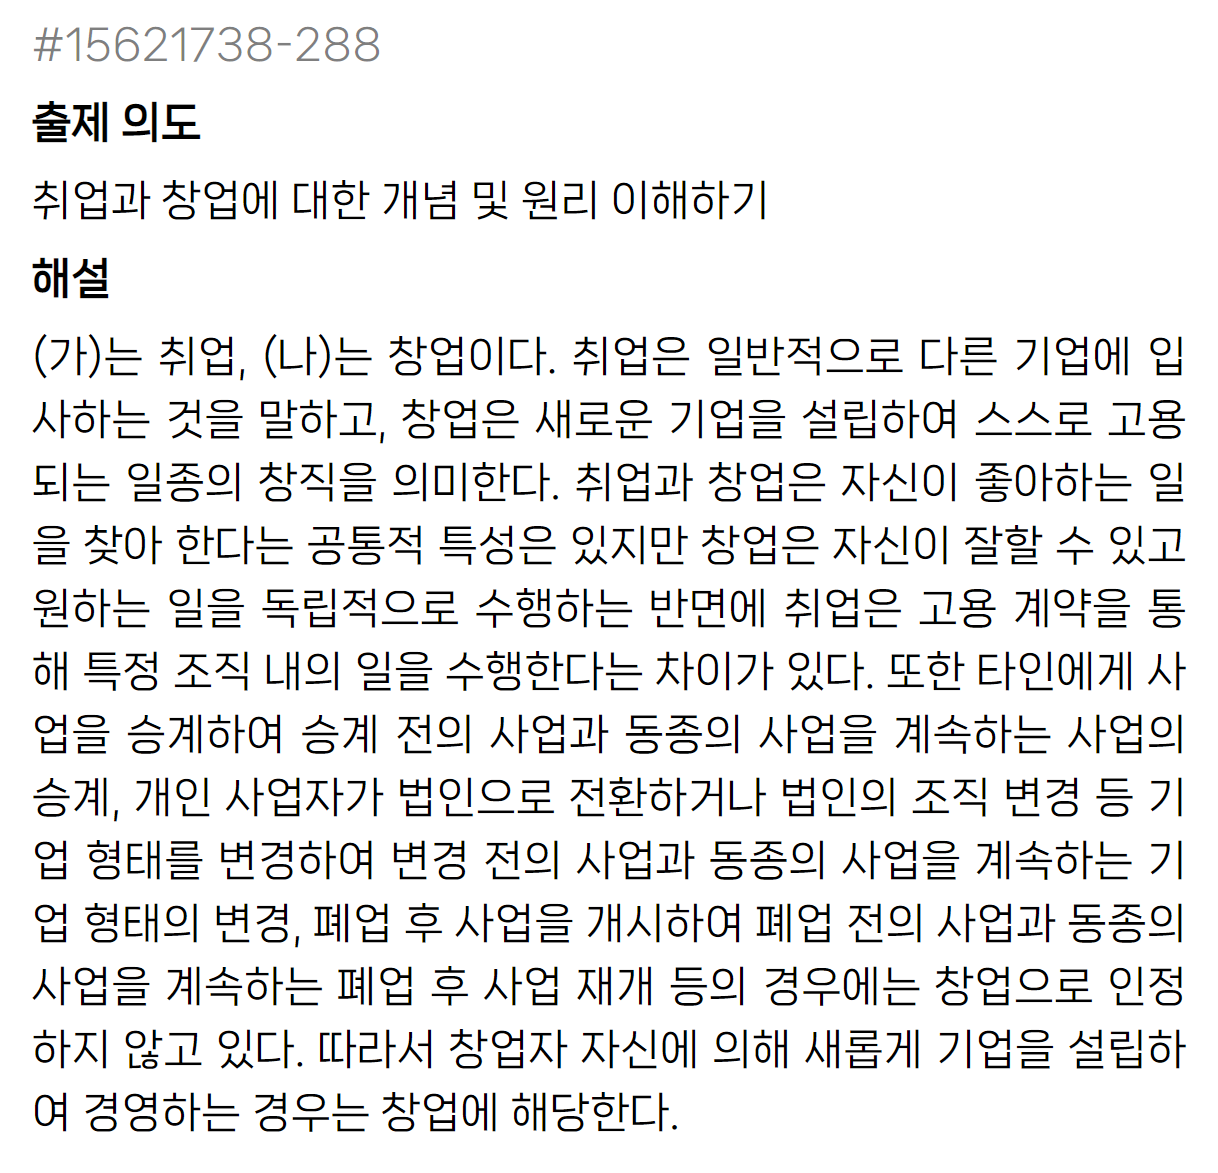 #15621738-288
출제 의도
취업과 창업에 대한 개념 및 원리 이해하기
해설
(가)는 취업, (나)는 창업이다. 취업은 일반적으로 다른 기업에 입
사하는 것을 말하고, 창업은 새로운 기업을 설립하여 스스로 고용
되는 일종의 창직을 의미한다. 취업과 창업은 자신이 좋아하는 일
을 찾아 한다는 공통적 특성은 있지만 창업은 자신이 잘할 수 있고
원하는 일을 독립적으로 수행하는 반면에 취업은 고용 계약을 통
해 특정 조직 내의 일을 수행한다는 차이가 있다. 또한 타인에게 사
업을 승계하여 승계 전의 사업과 동종의 사업을 계속하는 사업의
승계, 개인 사업자가 법인으로 전환하거나 법인의 조직 변경 등 기
업 형태를 변경하여 변경 전의 사업과 동종의 사업을 계속하는 기
업 형태의 변경, 폐업 후 사업을 개시하여 폐업 전의 사업과 동종의
사업을 계속하는 폐업 후 사업 재개 등의 경우에는 창업으로 인정
하지 않고 있다. 따라서 창업자 자신에 의해 새롭게 기업을 설립하
여 경영하는 경우는 창업에 해당한다.